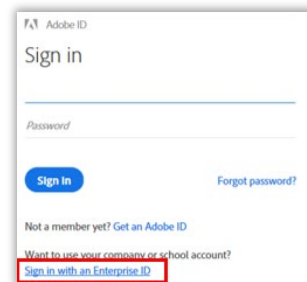 Adobe ID
Sign in
Password
Sign In
Forgot password?
Not a member yet? Get an Adobe ID
Want to use your company or school account?
Sign in with an Enterprise ID